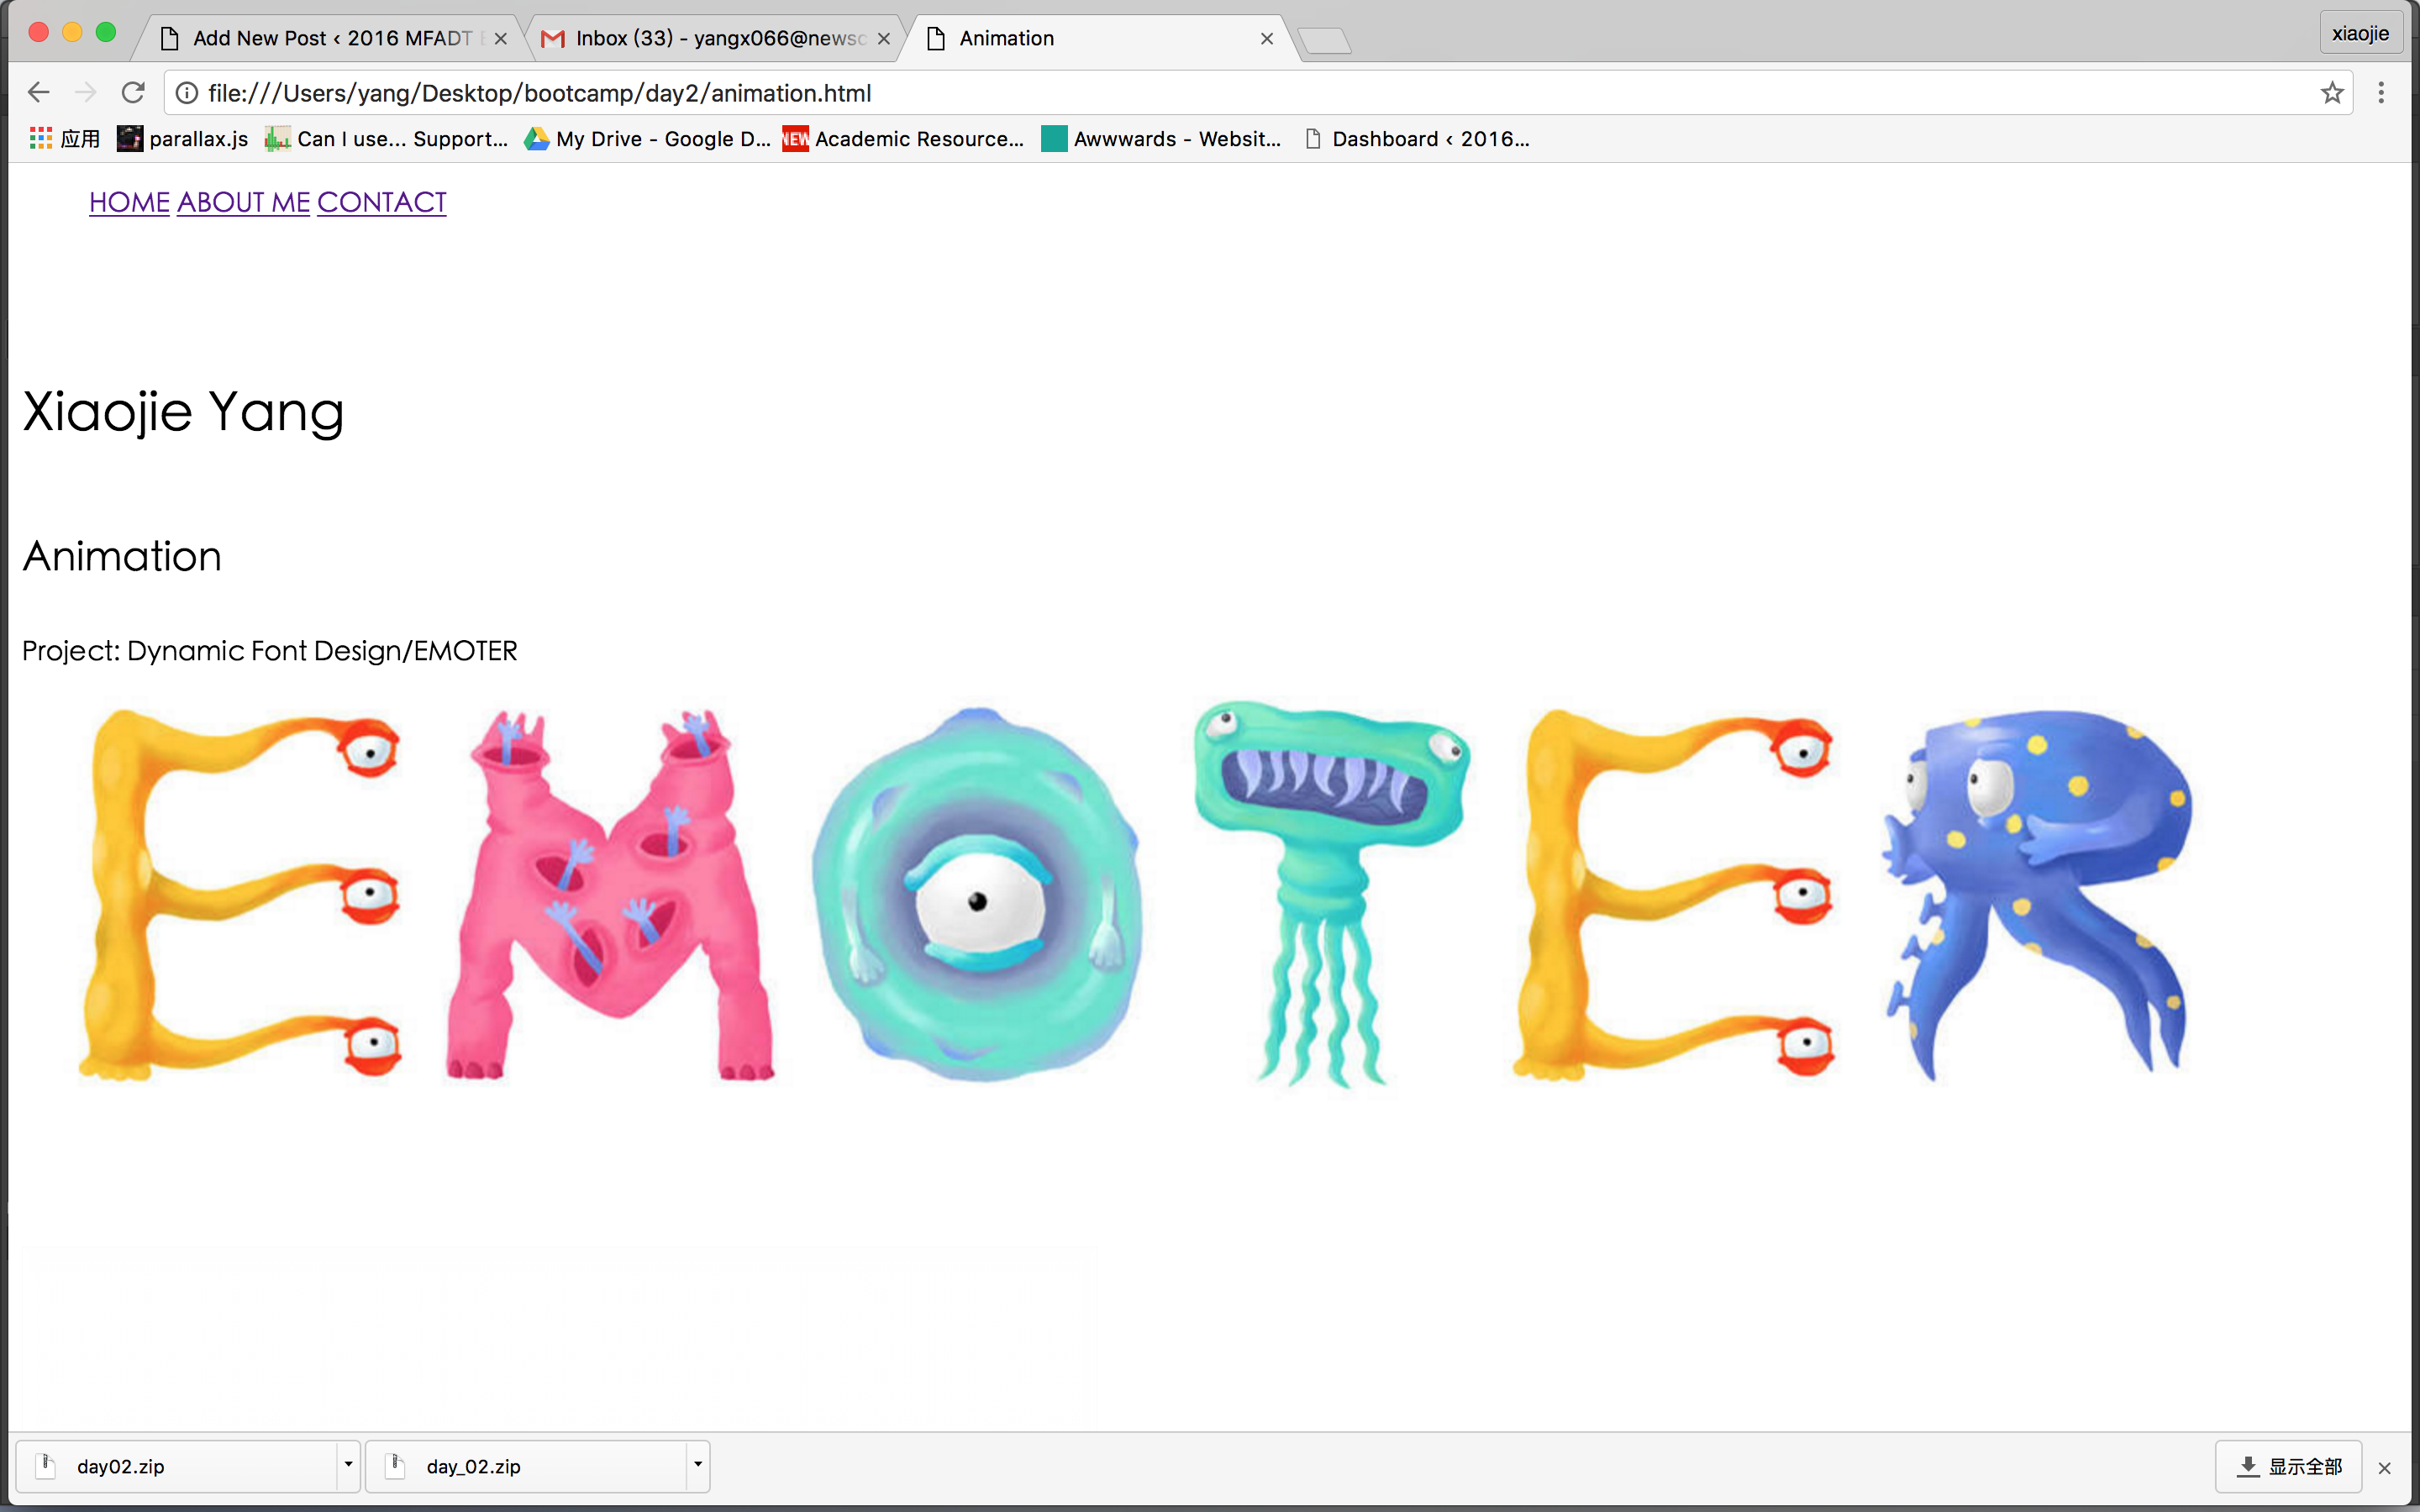 Add New Post ‹ 2016 MFADT
Inbox (33) - yangx066@newsc
Animation
xiaojie
file:///Users/yang/Desktop/bootcamp/day2/animation.html
应用
parallax.js
Can I use... Support...
My Drive - Google D...
NEW
Academic Resource...
Awwwards - Websit...
Dashboard ‹ 2016...
HOME ABOUT ME CONTACT
Xiaojie Yang
Animation
Project: Dynamic Font Design/EMOTER
EMOTER
day02.zip
day_02.zip
显示全部